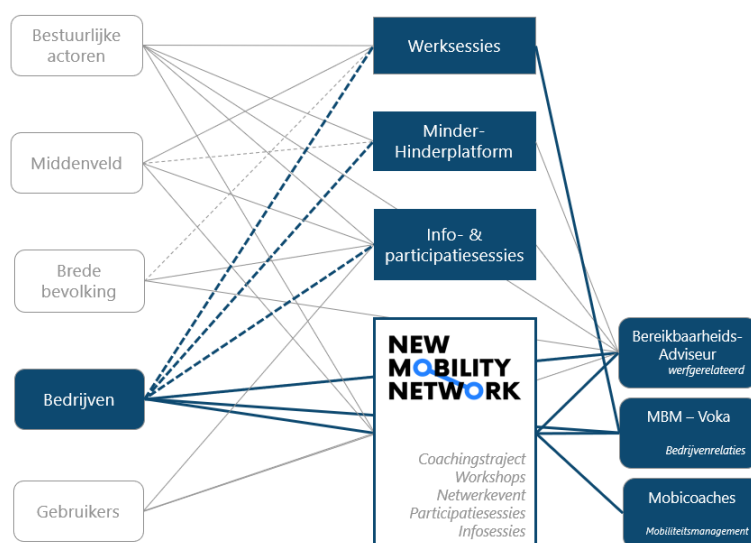 Bestuurlijke
actoren
Middenveld
Brede
bevolking
Bedrijven
Gebruikers
Werksessies
Minder-
Hinderplatform
Info- &
participatiesessies
NEW
MOBILITY
NETWORK
Coachingstraject
Workshops
Netwerkevent
Participatiesessies
Infosessies
Bereikbaarheids-
Adviseur
werfgerelateerd
MBM – Voka
Bedrijvenrelaties
Mobicoaches
Mobiliteitsmanagement